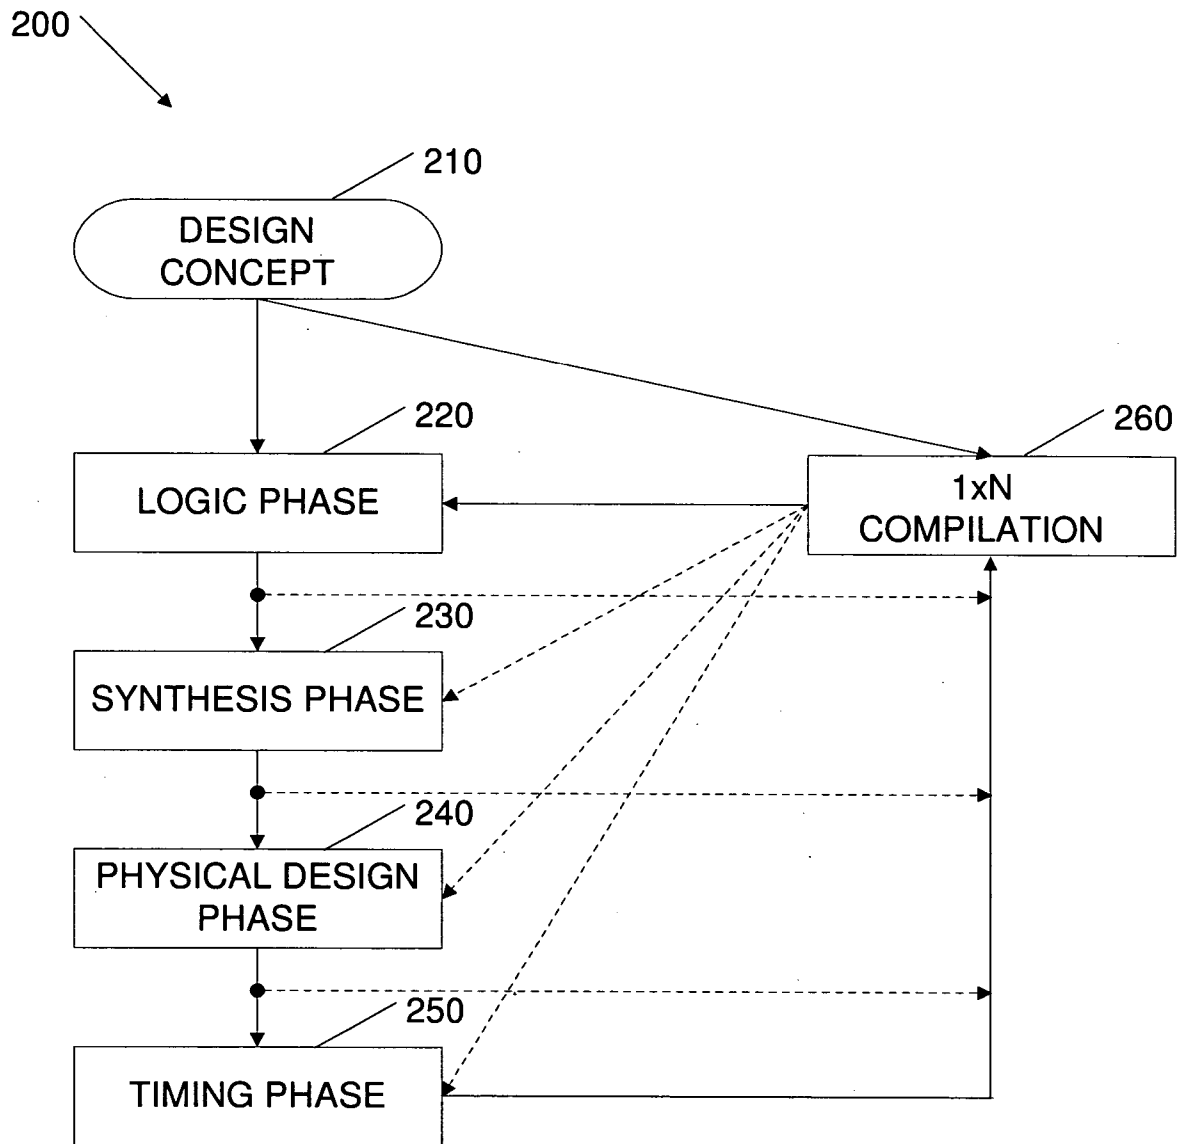 200
210
DESIGN
CONCEPT
220
LOGIC PHASE
260
1xN
COMPILATION
230
SYNTHESIS PHASE
240
PHYSICAL DESIGN
PHASE
250
TIMING PHASE